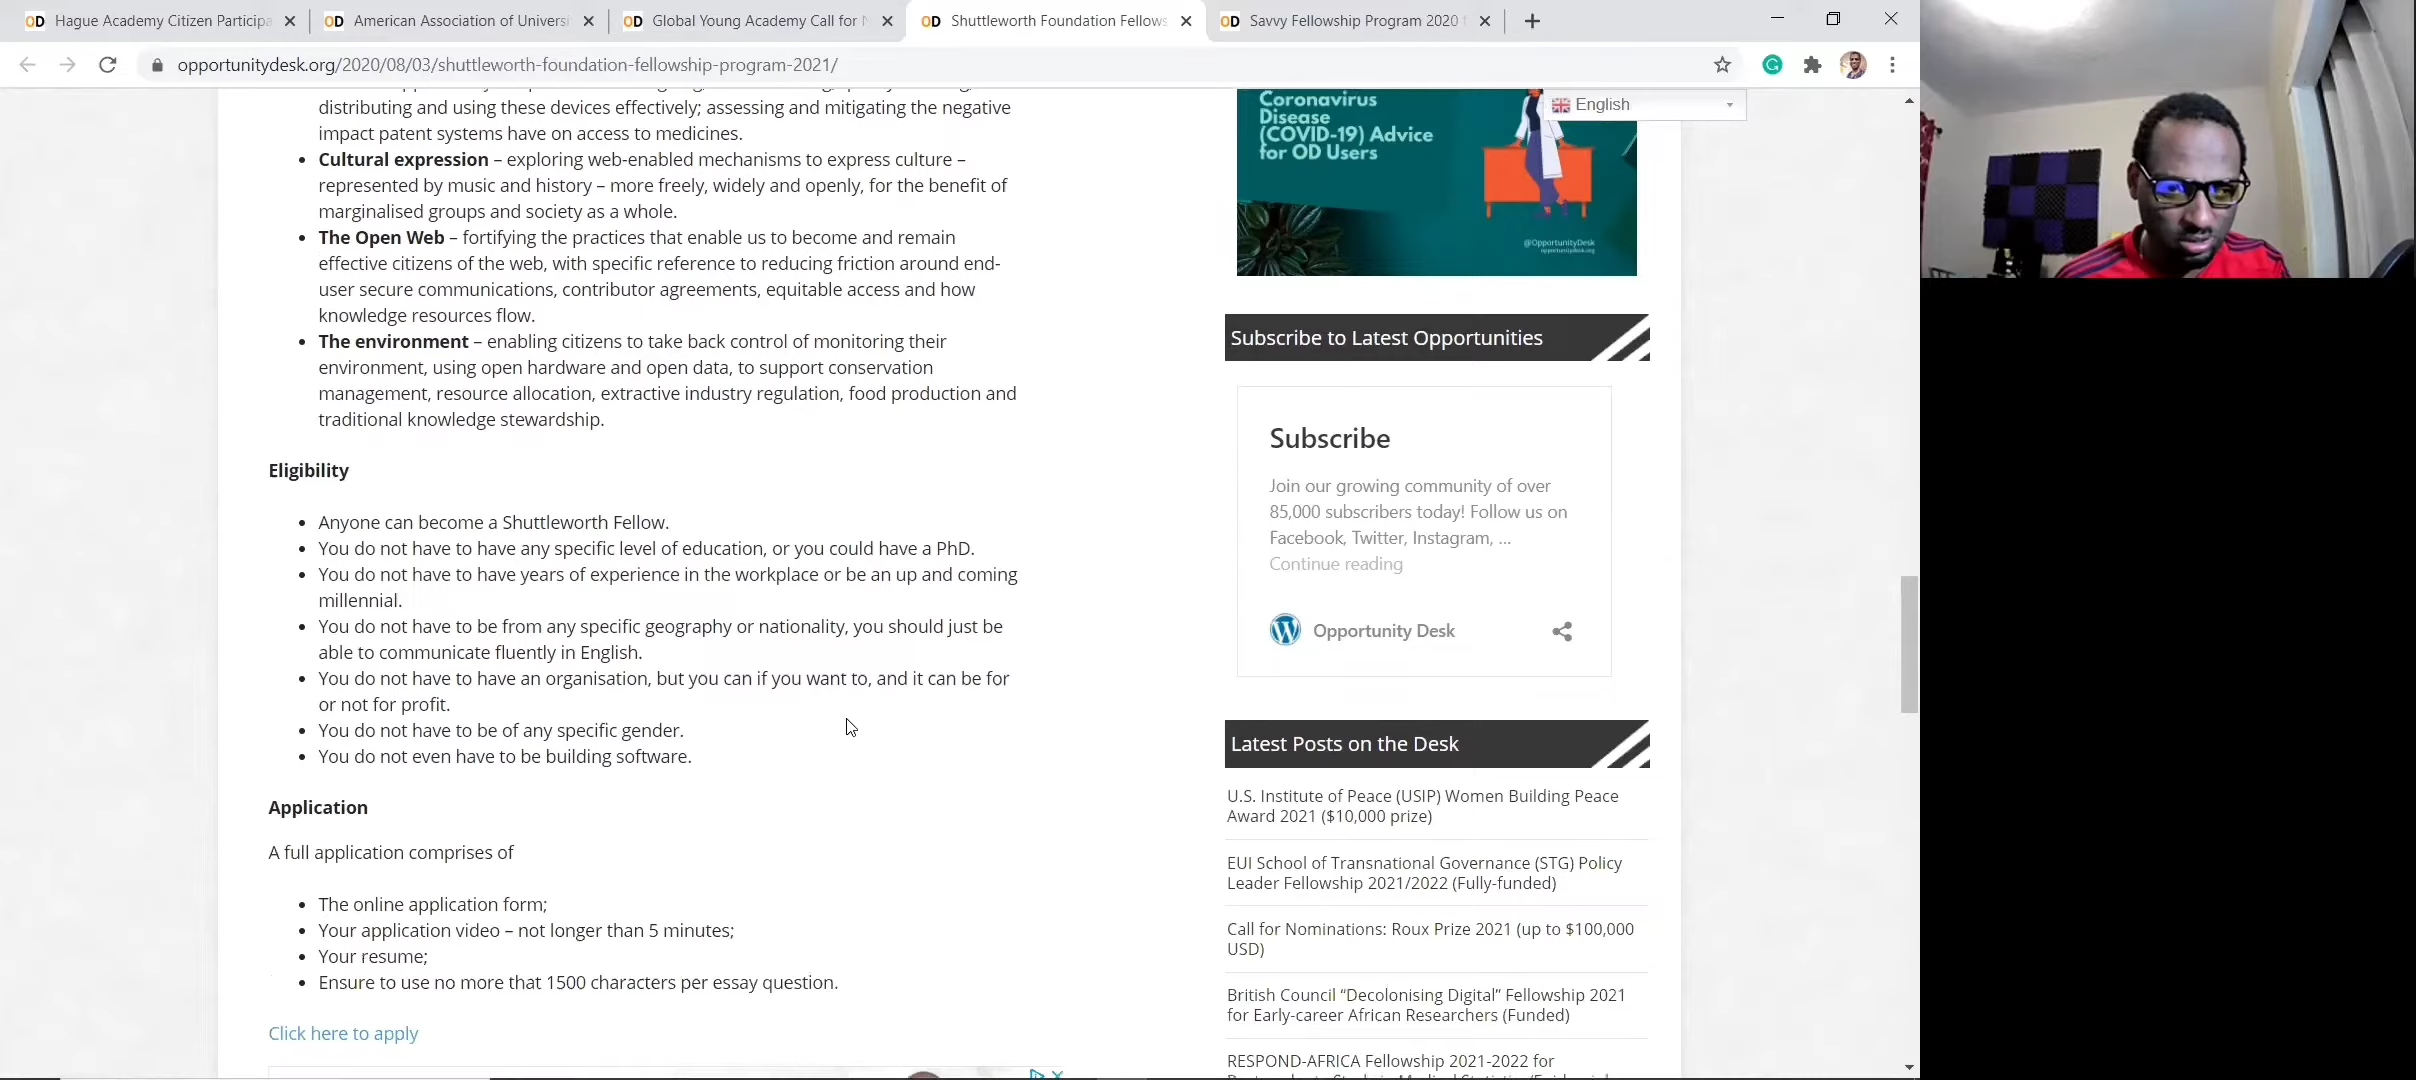 Hague Academy Citizen Participa
American Association of Universi
Global Young Academy Call for N
Shuttleworth Foundation Fellows
Savvy Fellowship Program 2020
opportunitydesk.org/2020/08/03/shuttleworth-foundation-fellowship-program-2021/
English
distributing and using these devices effectively; assessing and mitigating the negative
impact patent systems have on access to medicines.
Cultural expression – exploring web-enabled mechanisms to express culture –
represented by music and history – more freely, widely and openly, for the benefit of
marginalised groups and society as a whole.
The Open Web – fortifying the practices that enable us to become and remain
effective citizens of the web, with specific reference to reducing friction around end-
user secure communications, contributor agreements, equitable access and how
knowledge resources flow.
The environment – enabling citizens to take back control of monitoring their
environment, using open hardware and open data, to support conservation
management, resource allocation, extractive industry regulation, food production and
traditional knowledge stewardship.
Eligibility
Anyone can become a Shuttleworth Fellow.
You do not have to have any specific level of education, or you could have a PhD.
You do not have to have years of experience in the workplace or be an up and coming
millennial.
You do not have to be from any specific geography or nationality, you should just be
able to communicate fluently in English.
You do not have to have an organisation, but you can if you want to, and it can be for
or not for profit.
You do not have to be of any specific gender.
You do not even have to be building software.
Application
A full application comprises of
The online application form;
Your application video – not longer than 5 minutes;
Your resume;
Ensure to use no more that 1500 characters per essay question.
Click here to apply
Coronavirus
Disease
(COVID-19) Advice
for OD Users
@OpportunityDesk
opportunitydesk.org
Subscribe to Latest Opportunities
Subscribe
Join our growing community of over
85,000 subscribers today! Follow us on
Facebook, Twitter, Instagram, ...
Continue reading
Opportunity Desk
Latest Posts on the Desk
U.S. Institute of Peace (USIP) Women Building Peace
Award 2021 ($10,000 prize)
EUI School of Transnational Governance (STG) Policy
Leader Fellowship 2021/2022 (Fully-funded)
Call for Nominations: Roux Prize 2021 (up to $100,000
USD)
British Council “Decolonising Digital” Fellowship 2021
for Early-career African Researchers (Funded)
RESPOND-AFRICA Fellowship 2021-2022 for